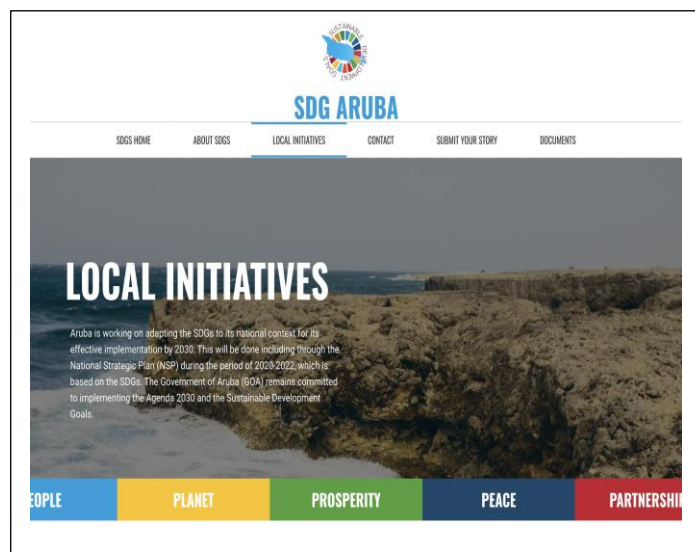 SUSTAINABLE DEVELOPMENT GOALS
SDG ARUBA
SDGS HOME ABOUT SDGS LOCAL INITIATIVES CONTACT SUBMIT YOUR STORY DOCUMENTS
LOCAL INITIATIVES
Aruba is working on adapting the SDGs to its national context for its
effective implementation by 2030. This will be done including through the
National Strategic Plan (NSP) during the period of 2020-2022, which is
based on the SDGs. The Government of Aruba (GOA) remains committed
to implementing the Agenda 2030 and the Sustainable Development
Goals.
EOPLE PLANET PROSPERITY PEACE PARTNERSHI